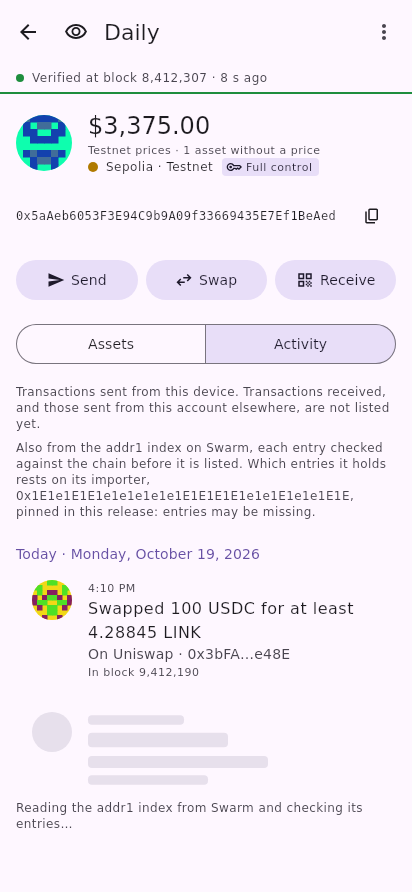 Daily
Verified at block 8,412,307 · 8 s ago
$3,375.00
Testnet prices · 1 asset without a price
Sepolia · Testnet
Full control
0x5aAeb6053F3E94C9b9A09f33669435E7Ef1BeAed
Send
Swap
Receive
Assets
Activity
Transactions sent from this device. Transactions received,
and those sent from this account elsewhere, are not listed
yet.
Also from the addr1 index on Swarm, each entry checked
against the chain before it is listed. Which entries it holds
rests on its importer,
0x1E1e1E1E1e1e1e1e1e1E1E1E1E1e1e1E1e1e1E1E,
pinned in this release: entries may be missing.
Today · Monday, October 19, 2026
4:10 PM
Swapped 100 USDC for at least
4.28845 LINK
On Uniswap · 0x3bFA…e48E
In block 9,412,190
Reading the addr1 index from Swarm and checking its
entries…